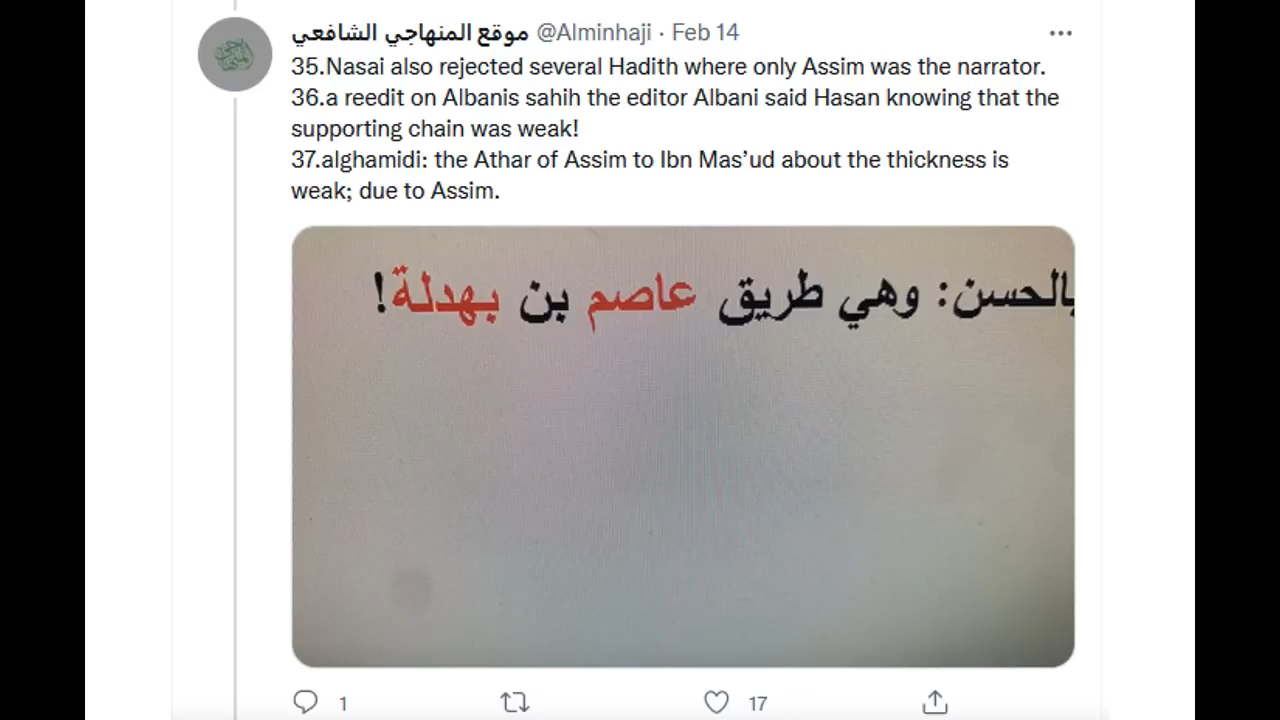 موقع المنهاجي الشافعي @Alminhaji · Feb 14
35.Nasai also rejected several Hadith where only Assim was the narrator.
36.a reedit on Albanis sahih the editor Albani said Hasan knowing that the
supporting chain was weak!
37.alghamidi: the Athar of Assim to Ibn Mas’ud about the thickness is
weak; due to Assim.
بالحسن: وهي طريق عاصم بن بهدلة!
1
17